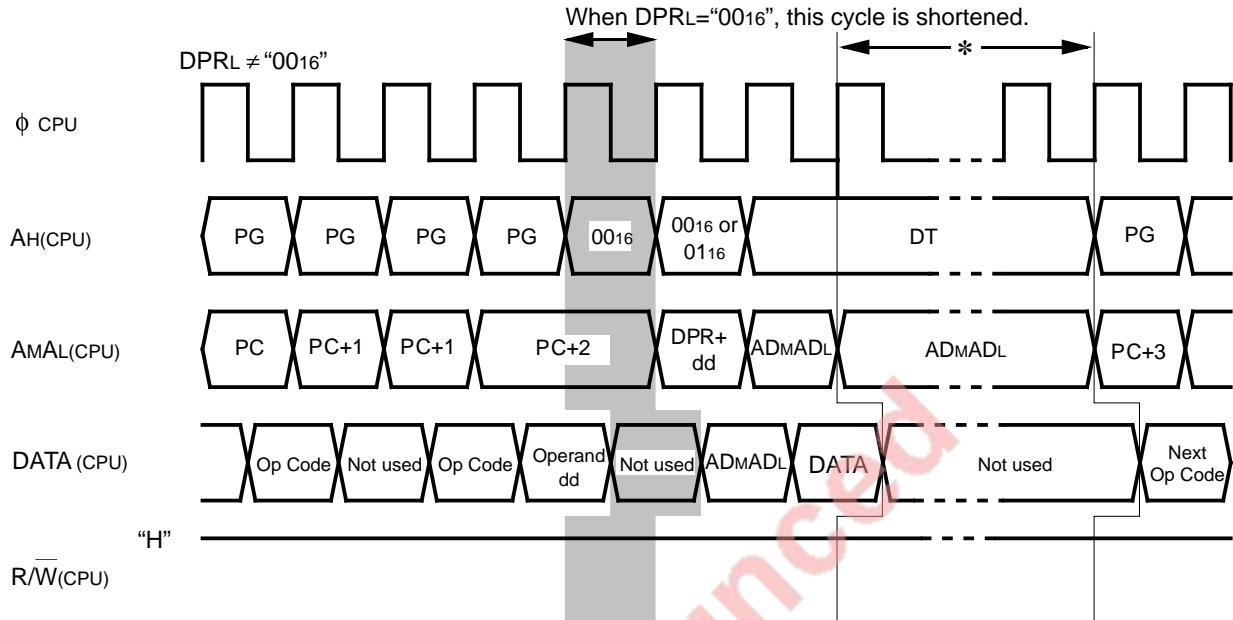 When DPRL="0016", this cycle is shortened.
DPRL ≠ "0016"
*
ϕ CPU
AH(CPU)
PG
PG
PG
PG
0016
0016 or
0116
DT
PG
AMAL(CPU)
PC
PC+1
PC+1
PC+2
DPR+
dd
ADMADL
ADMADL
PC+3
DATA (CPU)
Op Code
Not used
Op Code
Operand
dd
Not used
ADMADL
DATA
Not used
Next
Op Code
"H"
R/W̅(CPU)